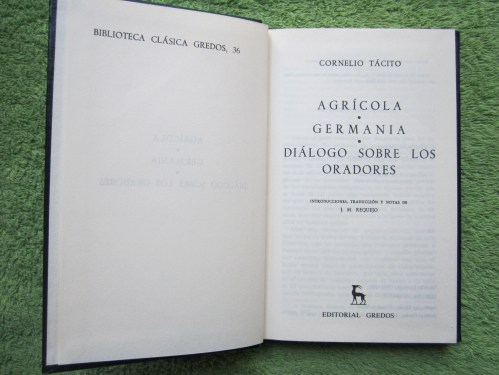 BIBLIOTECA CLÁSICA GREDOS, 36
CORNELIO TÁCITO
AGRÍCOLA
•
GERMANIA
•
DIÁLOGO SOBRE LOS
ORADORES
INTRODUCCIONES, TRADUCCIÓN Y NOTAS DE
J. M. REQUEJO
EDITORIAL GREDOS